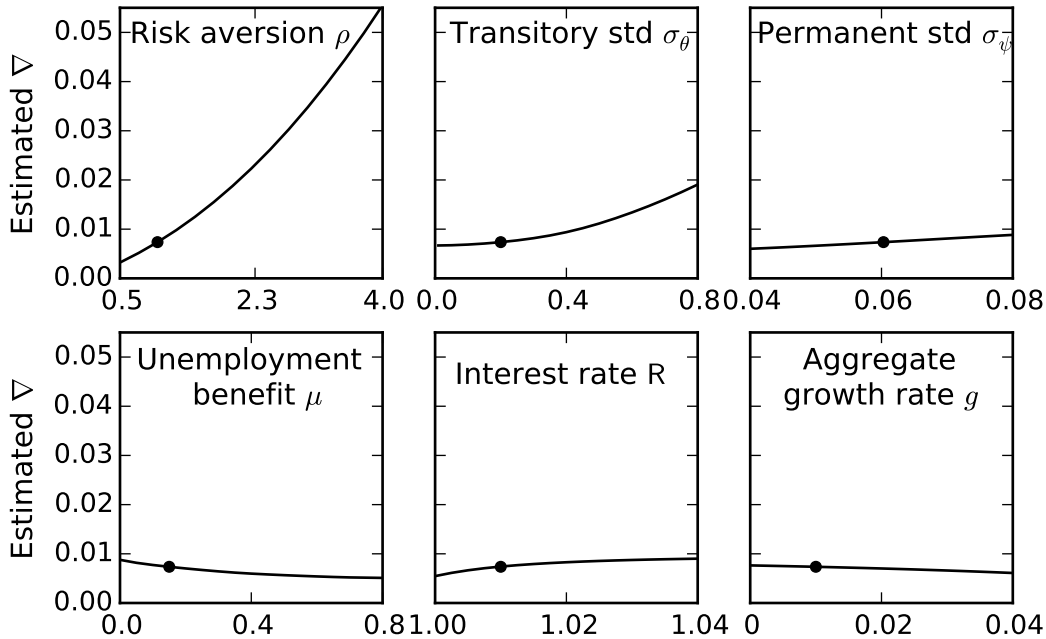 Estimated ∇
0.05
0.04
0.03
0.02
0.01
0.00
Risk aversion ρ
0.5 2.3 4.0
Transitory std σ_θ
0.0 0.4 0.8
Permanent std σ_ψ
0.04 0.06 0.08
Estimated ∇
0.05
0.04
0.03
0.02
0.01
0.00
Unemployment
benefit μ
0.0 0.4 0.8
Interest rate R
1.00 1.02 1.04
Aggregate
growth rate g
0 0.02 0.04